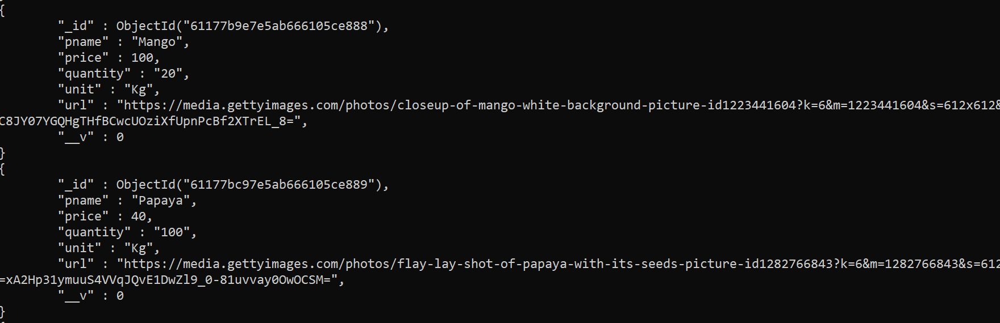 {
"_id" : ObjectId("61177b9e7e5ab666105ce888"),
"pname" : "Mango",
"price" : 100,
"quantity" : "20",
"unit" : "Kg",
"url" : "https://media.gettyimages.com/photos/closeup-of-mango-white-background-picture-id1223441604?k=6&m=1223441604&s=612x612&
C8JY07YGQHgTHfBCwcUOziXfUpnPcBf2XTrEL_8=",
"__v" : 0
}
{
"_id" : ObjectId("61177bc97e5ab666105ce889"),
"pname" : "Papaya",
"price" : 40,
"quantity" : "100",
"unit" : "Kg",
"url" : "https://media.gettyimages.com/photos/flay-lay-shot-of-papaya-with-its-seeds-picture-id1282766843?k=6&m=1282766843&s=612
=xA2Hp31ymuuS4VVqJQvE1DwZl9_0-81uvvay0OwOCSM=",
"__v" : 0
}